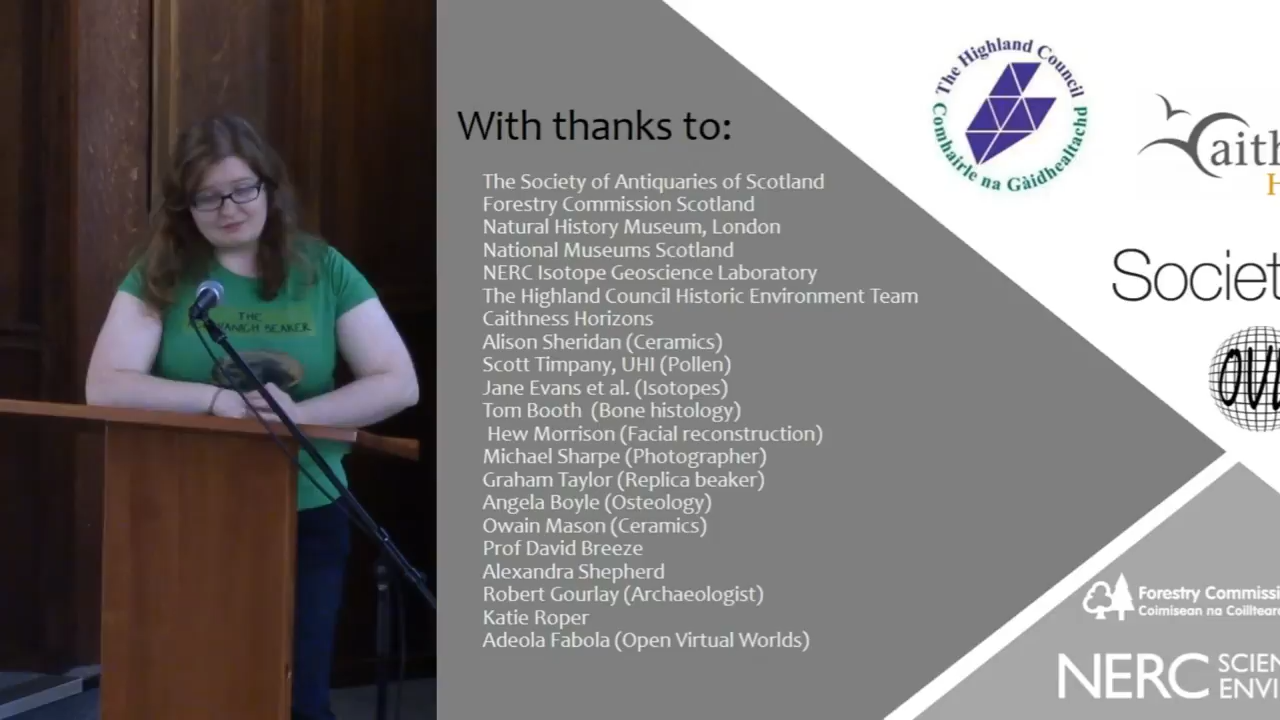 With thanks to:
The Society of Antiquaries of Scotland
Forestry Commission Scotland
Natural History Museum, London
National Museums Scotland
NERC Isotope Geoscience Laboratory
The Highland Council Historic Environment Team
Caithness Horizons
Alison Sheridan (Ceramics)
Scott Timpany, UHI (Pollen)
Jane Evans et al. (Isotopes)
Tom Booth (Bone histology)
Hew Morrison (Facial reconstruction)
Michael Sharpe (Photographer)
Graham Taylor (Replica beaker)
Angela Boyle (Osteology)
Owain Mason (Ceramics)
Prof David Breeze
Alexandra Shepherd
Robert Gourlay (Archaeologist)
Katie Roper
Adeola Fabola (Open Virtual Worlds)
The Highland Council
Comhairle na Gàidhealtachd
Caith
H
Societ
OV
Forestry Commissi
Coimisean na Coilltear
NERC SCIEN
ENVI
THE
BEAKER